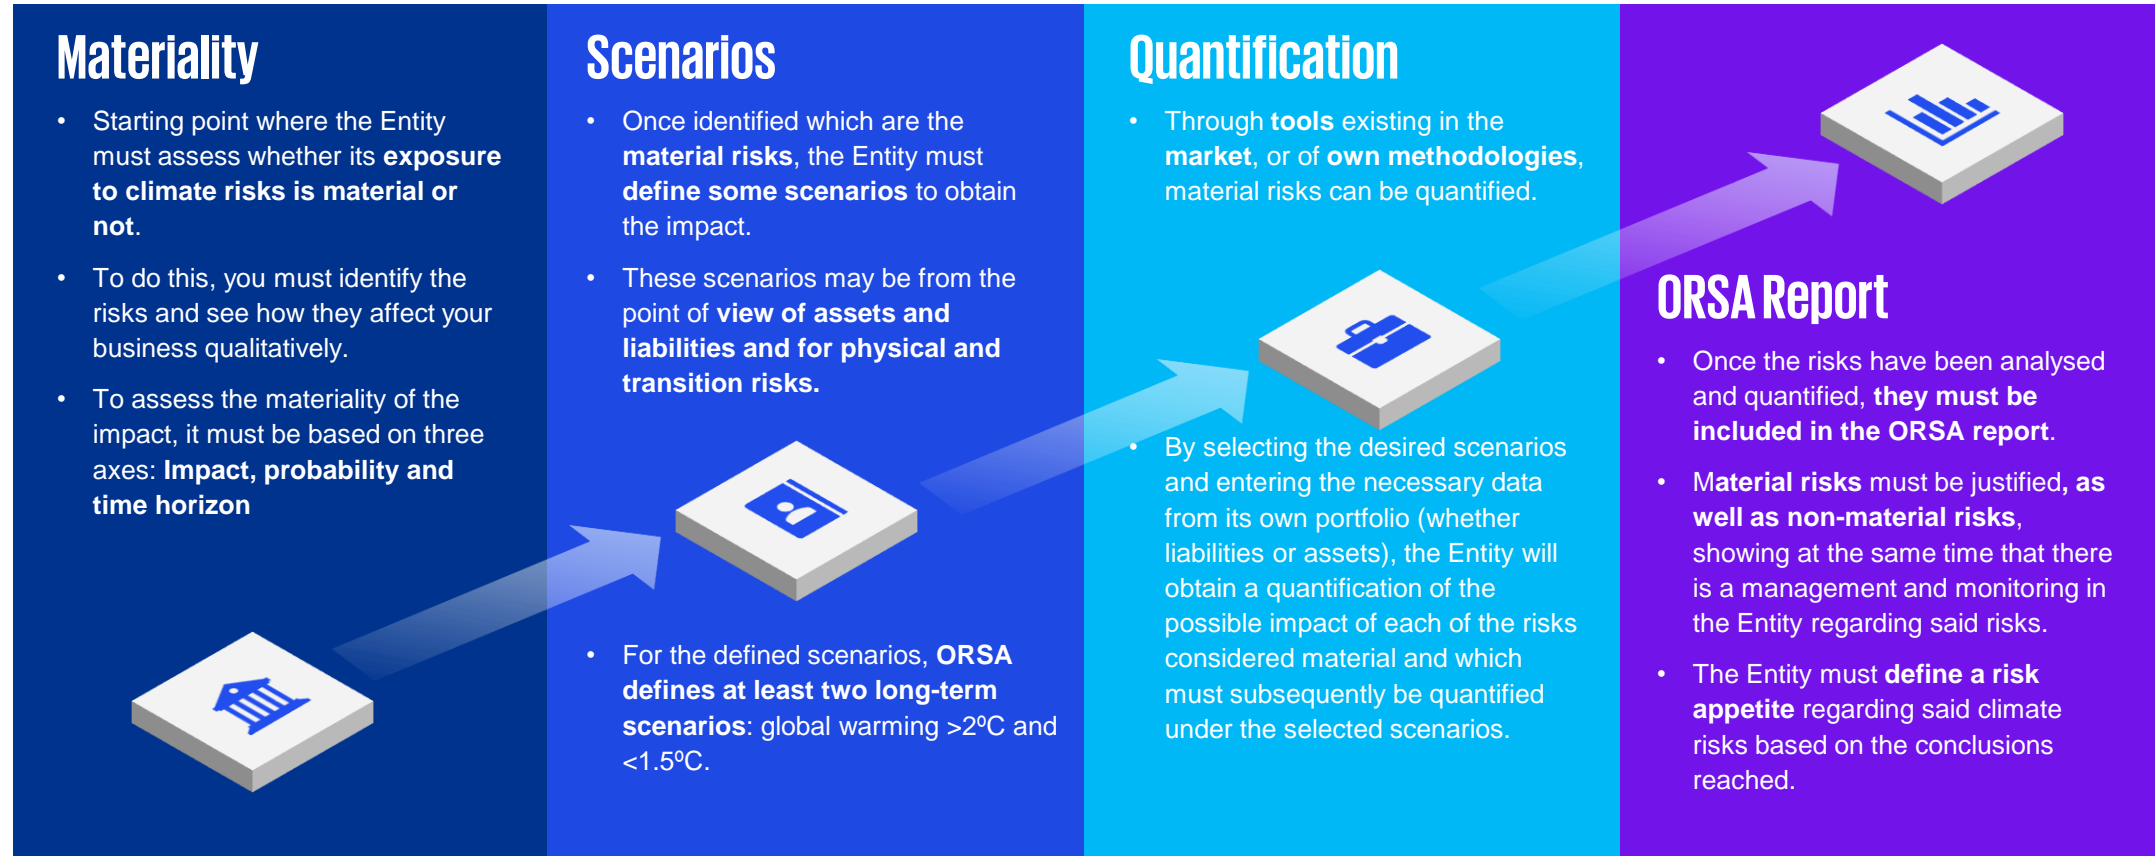 Materiality
• Starting point where the Entity
must assess whether its exposure
to climate risks is material or
not.
• To do this, you must identify the
risks and see how they affect your
business qualitatively.
• To assess the materiality of the
impact, it must be based on three
axes: Impact, probability and
time horizon
Scenarios
• Once identified which are the
material risks, the Entity must
define some scenarios to obtain
the impact.
• These scenarios may be from the
point of view of assets and
liabilities and for physical and
transition risks.
• For the defined scenarios, ORSA
defines at least two long-term
scenarios: global warming >2ºC and
<1.5ºC.
Quantification
• Through tools existing in the
market, or of own methodologies,
material risks can be quantified.
• By selecting the desired scenarios
and entering the necessary data
from its own portfolio (whether
liabilities or assets), the Entity will
obtain a quantification of the
possible impact of each of the risks
considered material and which
must subsequently be quantified
under the selected scenarios.
ORSA Report
• Once the risks have been analysed
and quantified, they must be
included in the ORSA report.
• Material risks must be justified, as
well as non-material risks,
showing at the same time that there
is a management and monitoring in
the Entity regarding said risks.
• The Entity must define a risk
appetite regarding said climate
risks based on the conclusions
reached.